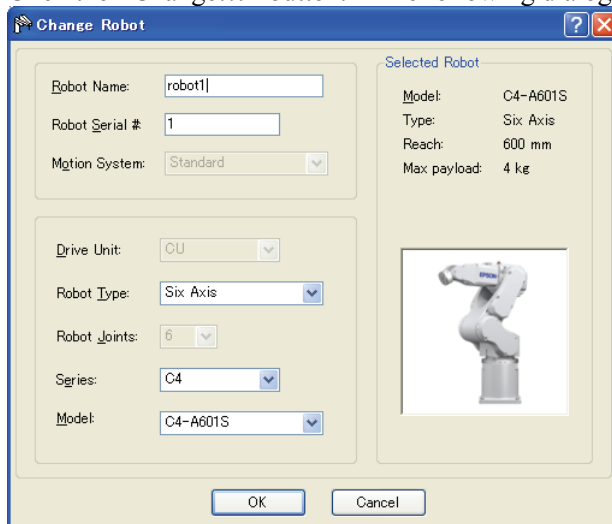 Change Robot
Robot Name: robot1
Robot Serial # 1
Motion System: Standard
Drive Unit: CU
Robot Type: Six Axis
Robot Joints: 6
Series: C4
Model: C4-A601S
Selected Robot
Model: C4-A601S
Type: Six Axis
Reach: 600 mm
Max payload: 4 kg
EPSON
OK
Cancel